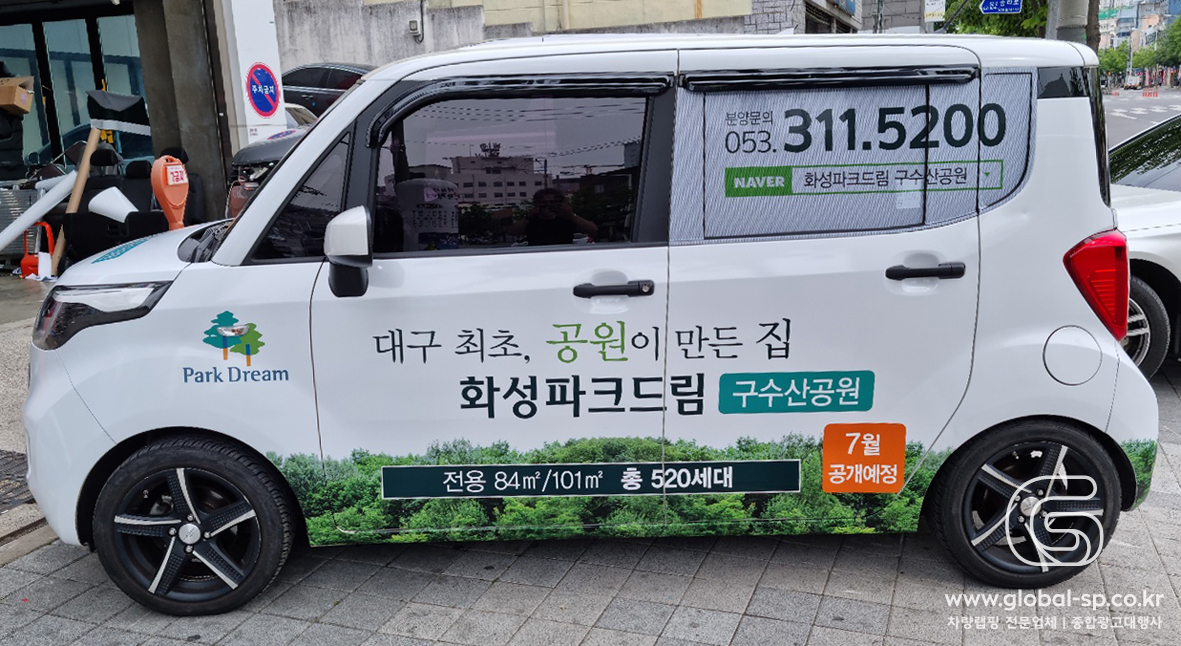 주차금지
분양문의
053. 311.5200
NAVER 화성파크드림 구수산공원
Park Dream
대구 최초, 공원이 만든 집
화성파크드림 구수산공원
7월
공개예정
전용 84㎡/101㎡ 총 520세대
www.global-sp.co.kr
차량랩핑 전문업체 | 종합광고대행사